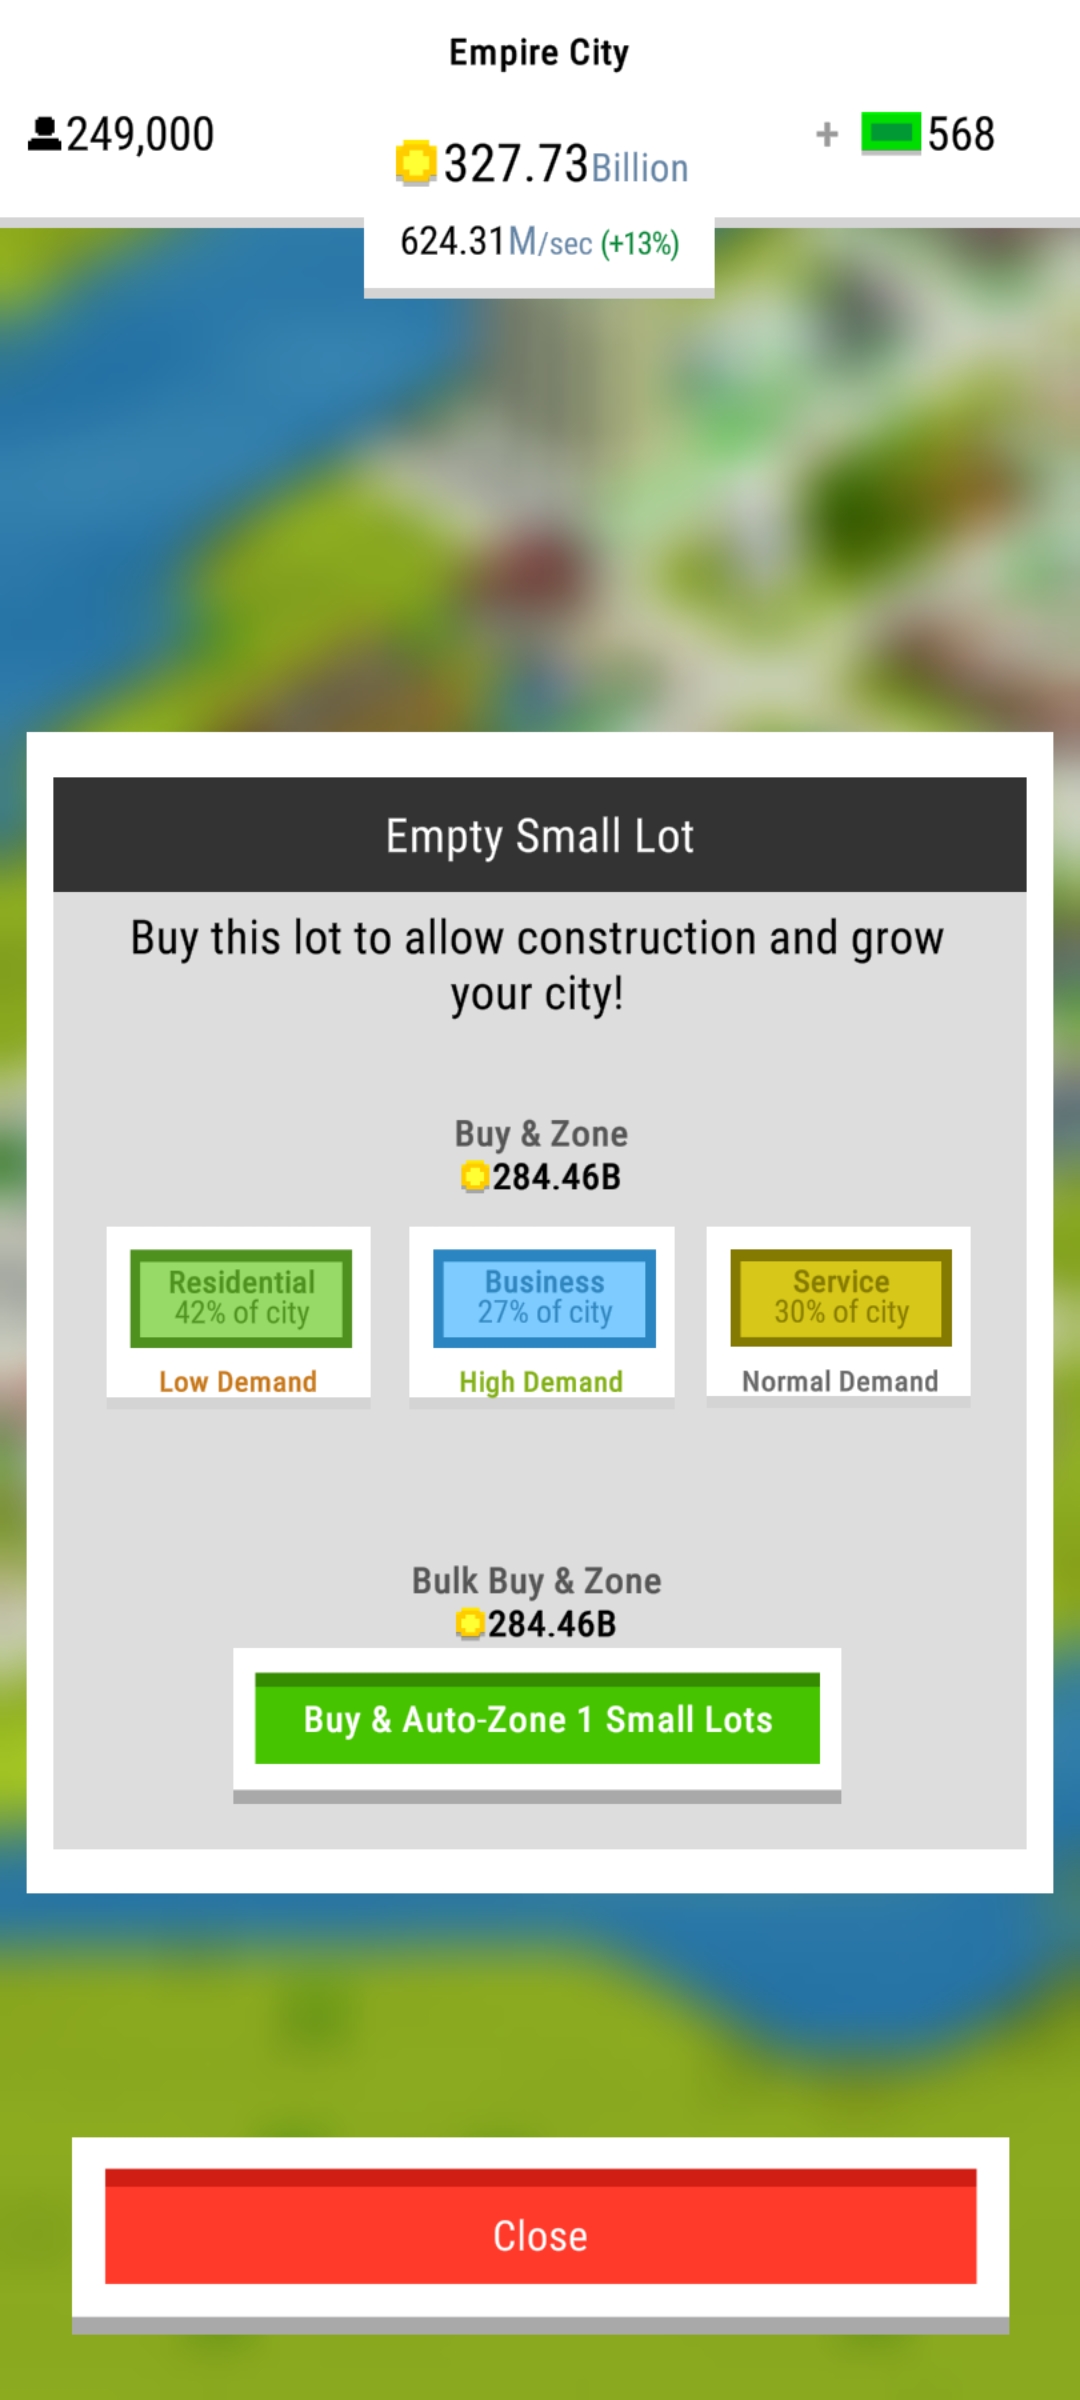 Empire City
249,000
327.73Billion
+ 568
624.31M/sec (+13%)
Empty Small Lot
Buy this lot to allow construction and grow
your city!
Buy & Zone
284.46B
Residential
42% of city
Low Demand
Business
27% of city
High Demand
Service
30% of city
Normal Demand
Bulk Buy & Zone
284.46B
Buy & Auto-Zone 1 Small Lots
Close